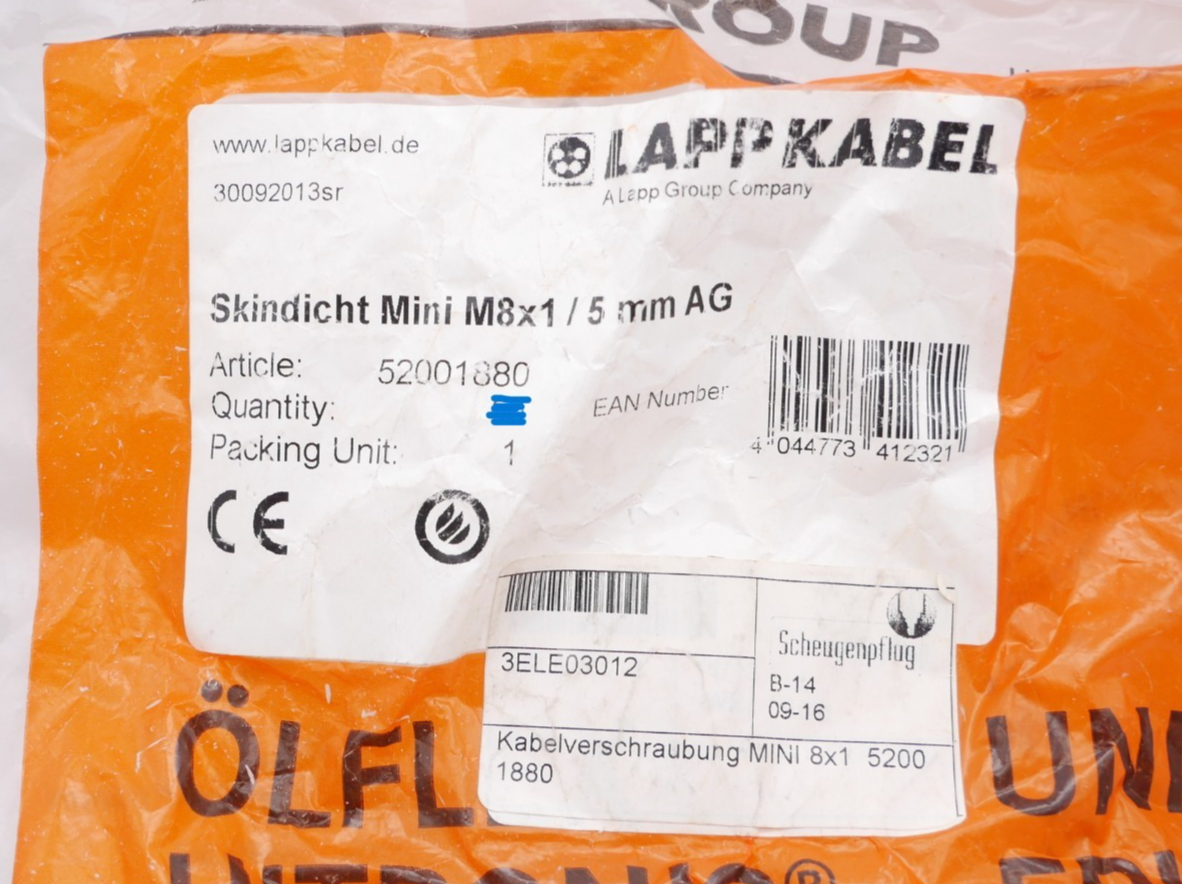 ROUP
www.lappkabel.de
LAPP KABEL
30092013sr
A Lapp Group Company
Skindicht Mini M8x1 / 5 mm AG
Article: 52001880
Quantity:
EAN Number
Packing Unit: 1
4 044773 412321
CE
Scheugenpflug
3ELE03012
B-14
09-16
Kabelverschraubung MINI 8x1 5200
1880
ÖLFL UNI